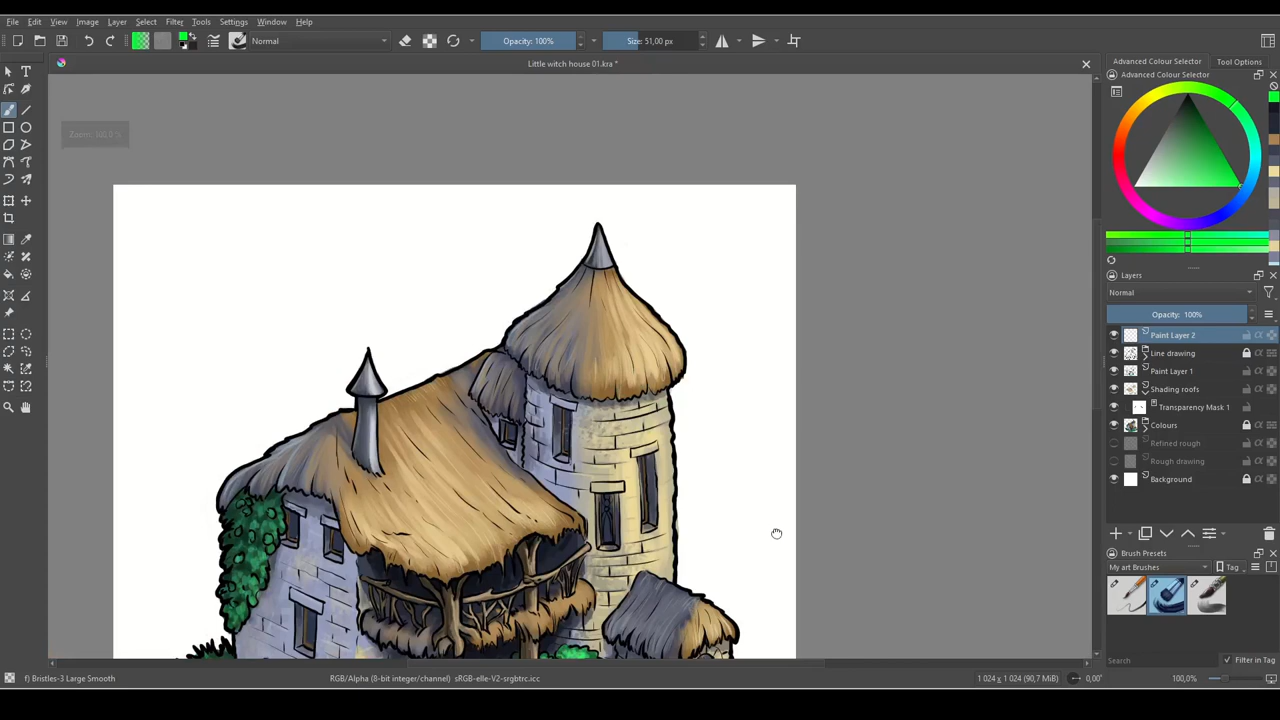 File Edit View Image Layer Select Filter Tools Settings Window Help
Normal
Opacity: 100%
Size: 51,00 px
Little witch house 01.kra *
Advanced Colour Selector
Tool Options
Advanced Colour Selector
Zoom: 100,0 %
Layers
Normal
Opacity: 100%
Paint Layer 2
Line drawing
Paint Layer 1
Shading roofs
Transparency Mask 1
Colours
Refined rough
Rough drawing
Background
Brush Presets
My art Brushes
Tag
Search
Filter in Tag
f) Bristles-3 Large Smooth
RGB/Alpha (8-bit integer/channel) sRGB-elle-V2-srgbtrc.icc
1 024 x 1 024 (90,7 MiB)
0,00°
100,0%